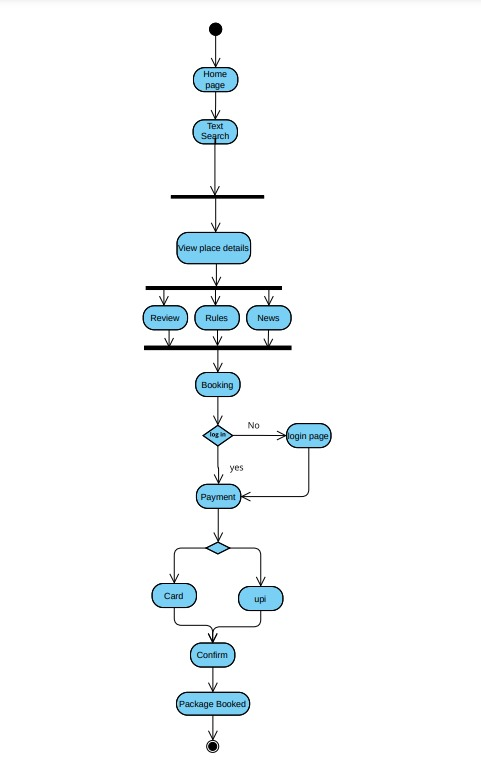 Home
page
Text
Search
View place details
Review
Rules
News
Booking
log in
No
login page
yes
Payment
Card
upi
Confirm
Package Booked